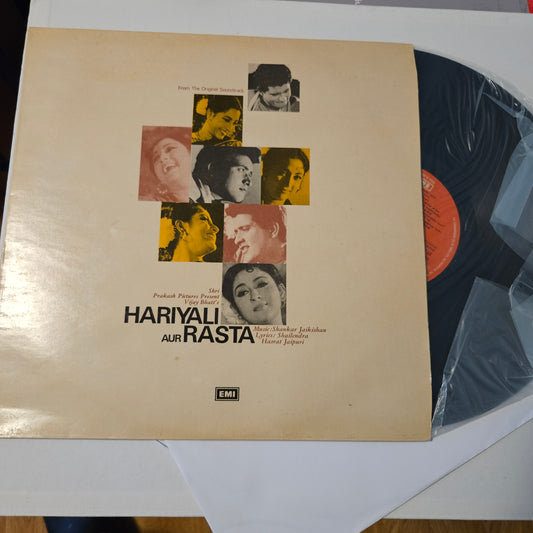 From The Original Soundtrack
Shri
Prakash Pictures Present
Vijay Bhatt's
HARIYALI
AUR RASTA
Music: Shankar Jaikishan
Lyrics: Shailendra
Hasrat Jaipuri
EMI